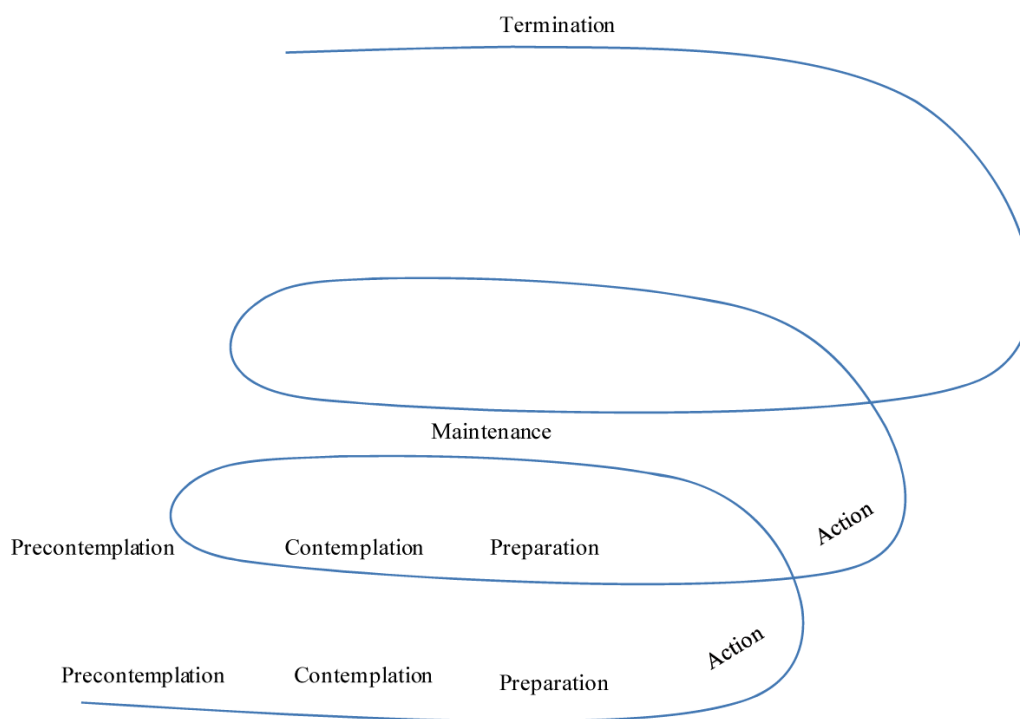 Termination
Maintenance
Action
Precontemplation Contemplation Preparation
Action
Precontemplation Contemplation Preparation